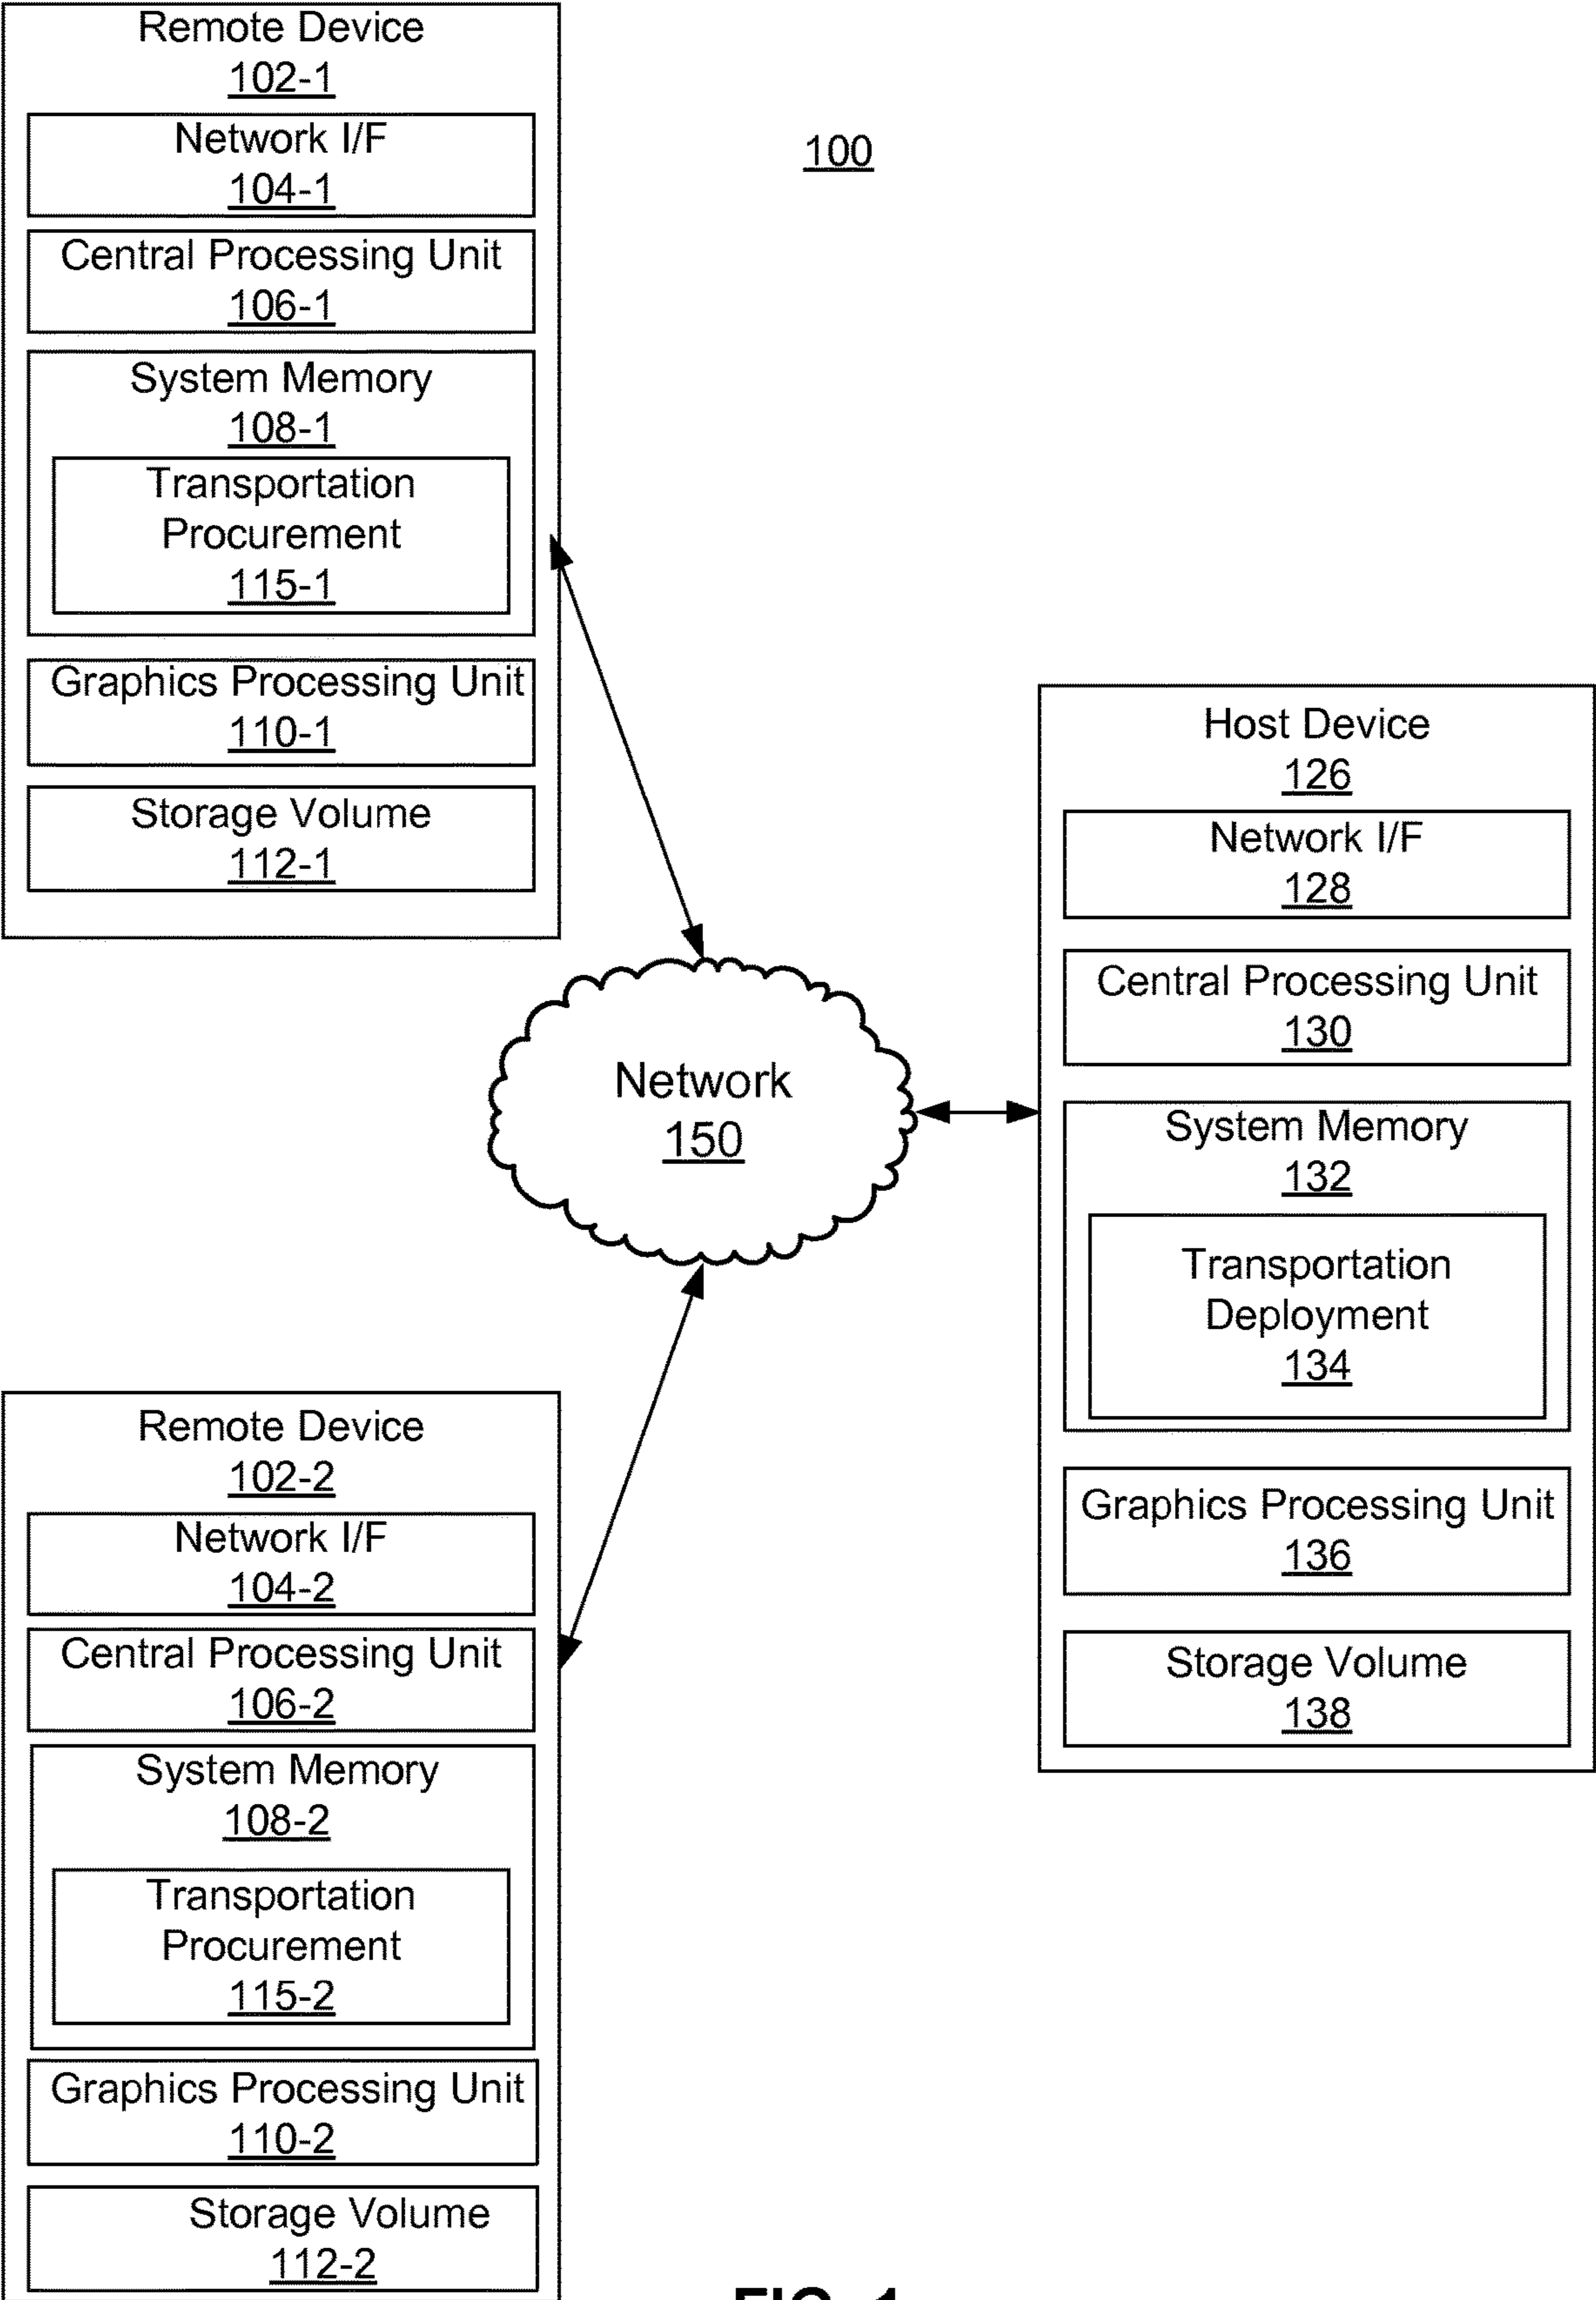 Remote Device
102-1
Network I/F
104-1
Central Processing Unit
106-1
System Memory
108-1
Transportation
Procurement
115-1
Graphics Processing Unit
110-1
Storage Volume
112-1
100
Network
150
Host Device
126
Network I/F
128
Central Processing Unit
130
System Memory
132
Transportation
Deployment
134
Graphics Processing Unit
136
Storage Volume
138
Remote Device
102-2
Network I/F
104-2
Central Processing Unit
106-2
System Memory
108-2
Transportation
Procurement
115-2
Graphics Processing Unit
110-2
Storage Volume
112-2